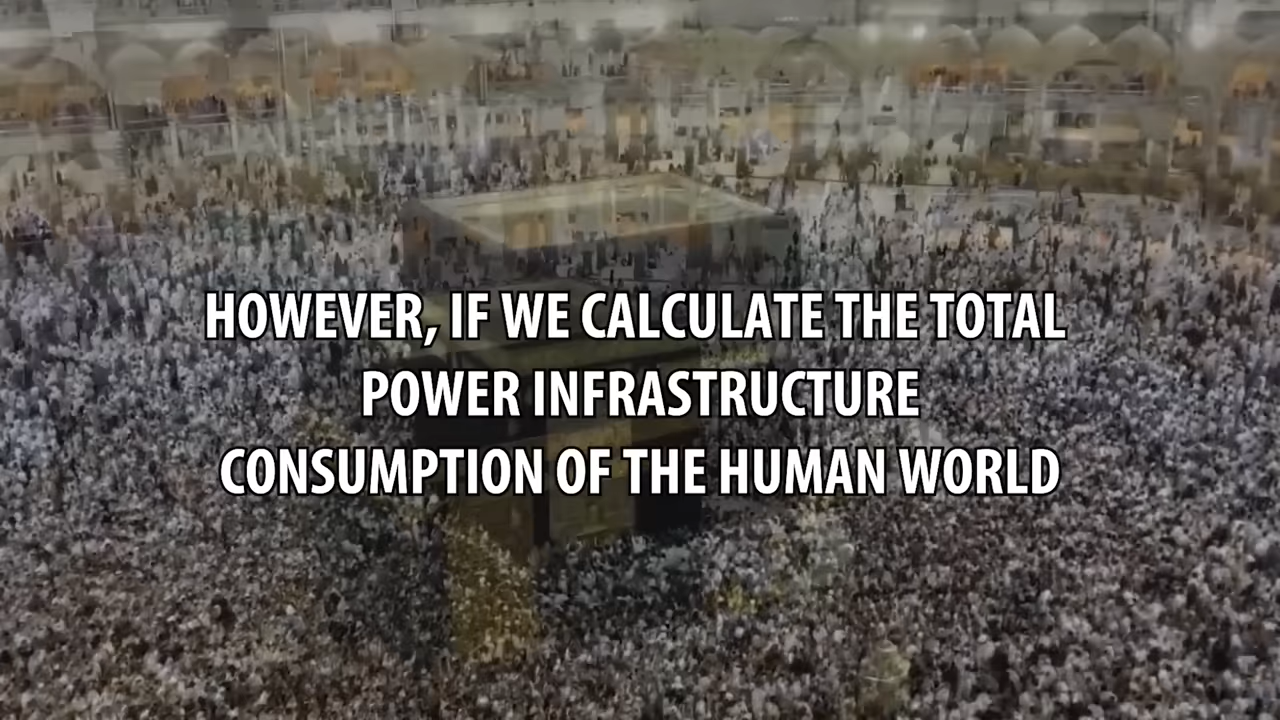 HOWEVER, IF WE CALCULATE THE TOTAL
POWER INFRASTRUCTURE
CONSUMPTION OF THE HUMAN WORLD